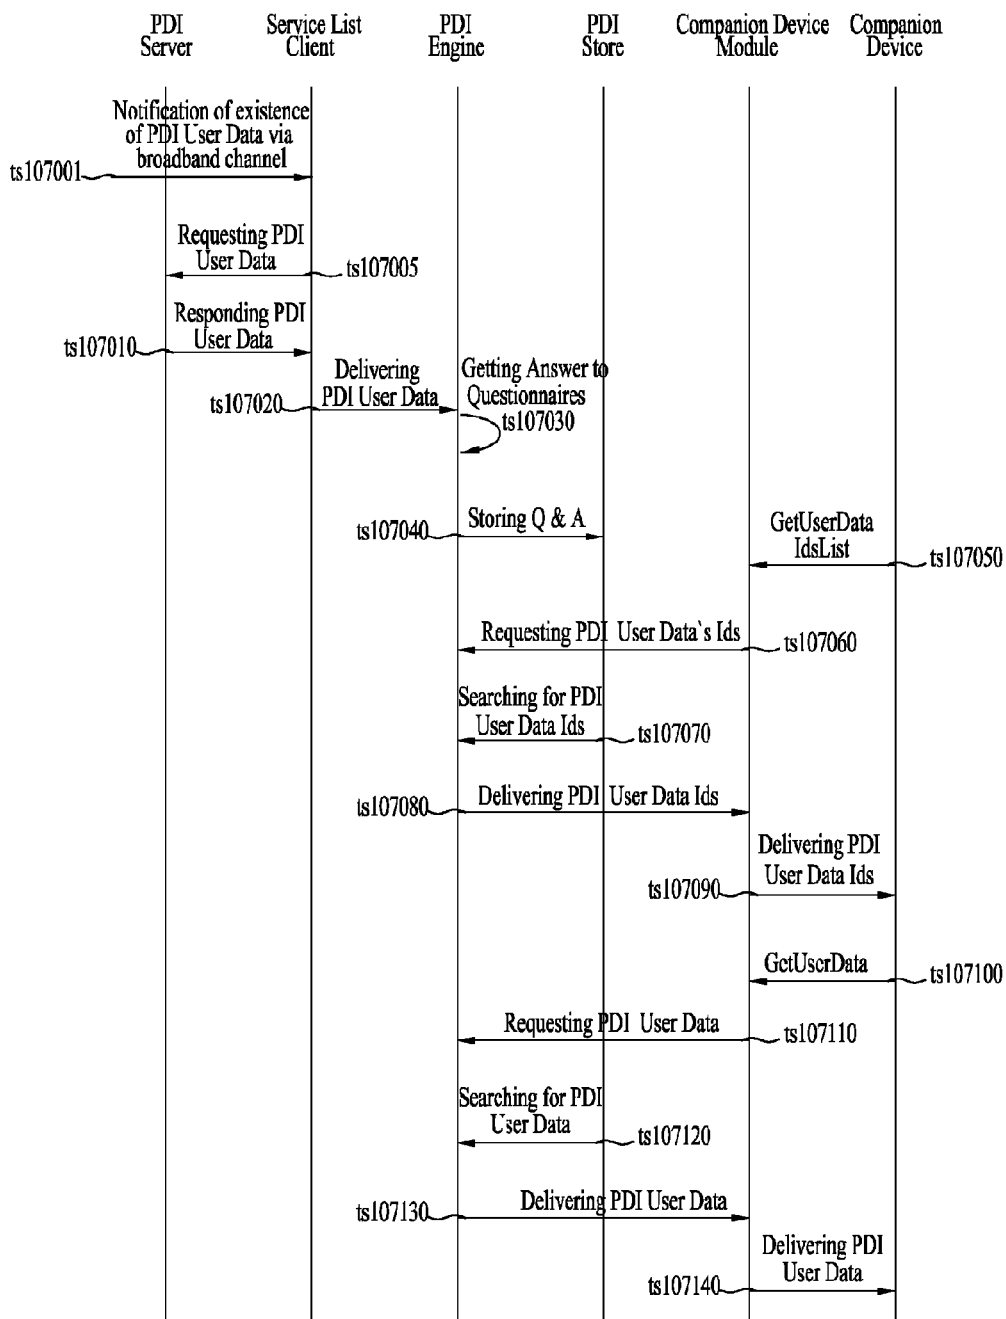 PDI
Server
Service List
Client
PDI
Engine
PDI
Store
Companion Device
Module
Companion
Device
Notification of existence
of PDI User Data via
broadband channel
ts107001
Requesting PDI
User Data
ts107005
Responding PDI
User Data
ts107010
Delivering
PDI User Data
ts107020
Getting Answer to
Questionnaires
ts107030
Storing Q & A
ts107040
GetUserData
IdsList
ts107050
Requesting PDI User Data`s Ids
ts107060
Searching for PDI
User Data Ids
ts107070
Delivering PDI User Data Ids
ts107080
Delivering PDI
User Data Ids
ts107090
GetUserData
ts107100
Requesting PDI User Data
ts107110
Searching for PDI
User Data
ts107120
Delivering PDI User Data
ts107130
Delivering PDI
User Data
ts107140